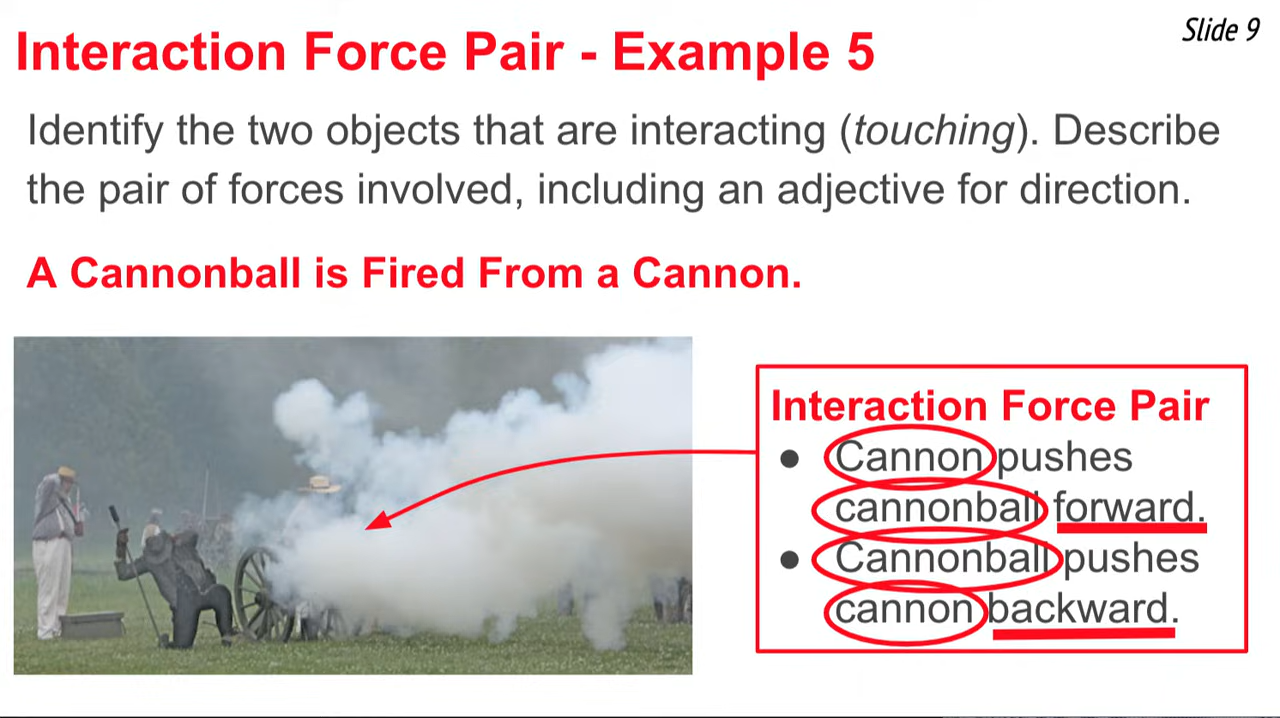 Slide 9
Interaction Force Pair - Example 5
Identify the two objects that are interacting (touching). Describe
the pair of forces involved, including an adjective for direction.
A Cannonball is Fired From a Cannon.
Interaction Force Pair
● Cannon pushes
cannonball forward.
● Cannonball pushes
cannon backward.